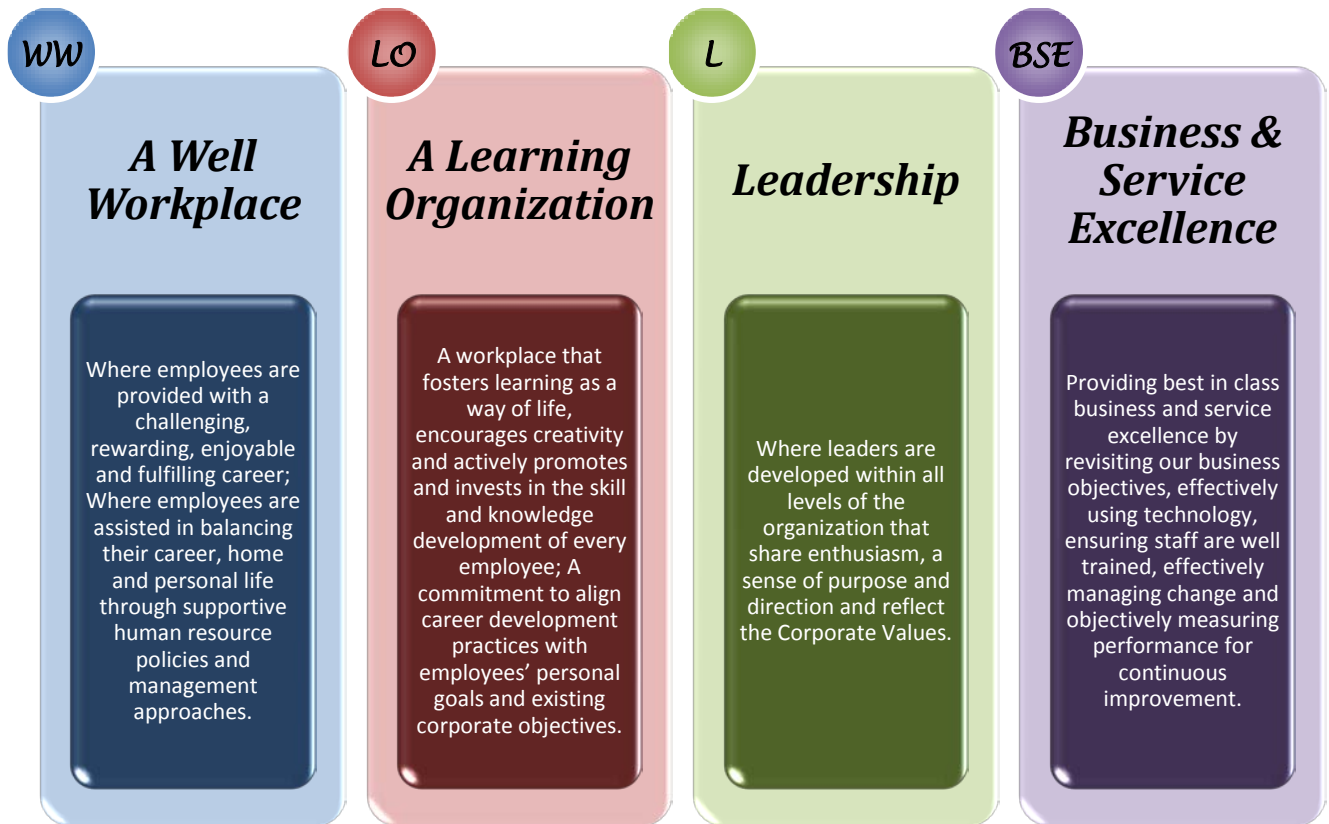 WW
A Well
Workplace
Where employees are
provided with a
challenging,
rewarding, enjoyable
and fulfilling career;
Where employees are
assisted in balancing
their career, home
and personal life
through supportive
human resource
policies and
management
approaches.
LO
A Learning
Organization
A workplace that
fosters learning as a
way of life,
encourages creativity
and actively promotes
and invests in the skill
and knowledge
development of every
employee; A
commitment to align
career development
practices with
employees’ personal
goals and existing
corporate objectives.
L
Leadership
Where leaders are
developed within all
levels of the
organization that
share enthusiasm, a
sense of purpose and
direction and reflect
the Corporate Values.
BSE
Business &
Service
Excellence
Providing best in class
business and service
excellence by
revisiting our business
objectives, effectively
using technology,
ensuring staff are well
trained, effectively
managing change and
objectively measuring
performance for
continuous
improvement.